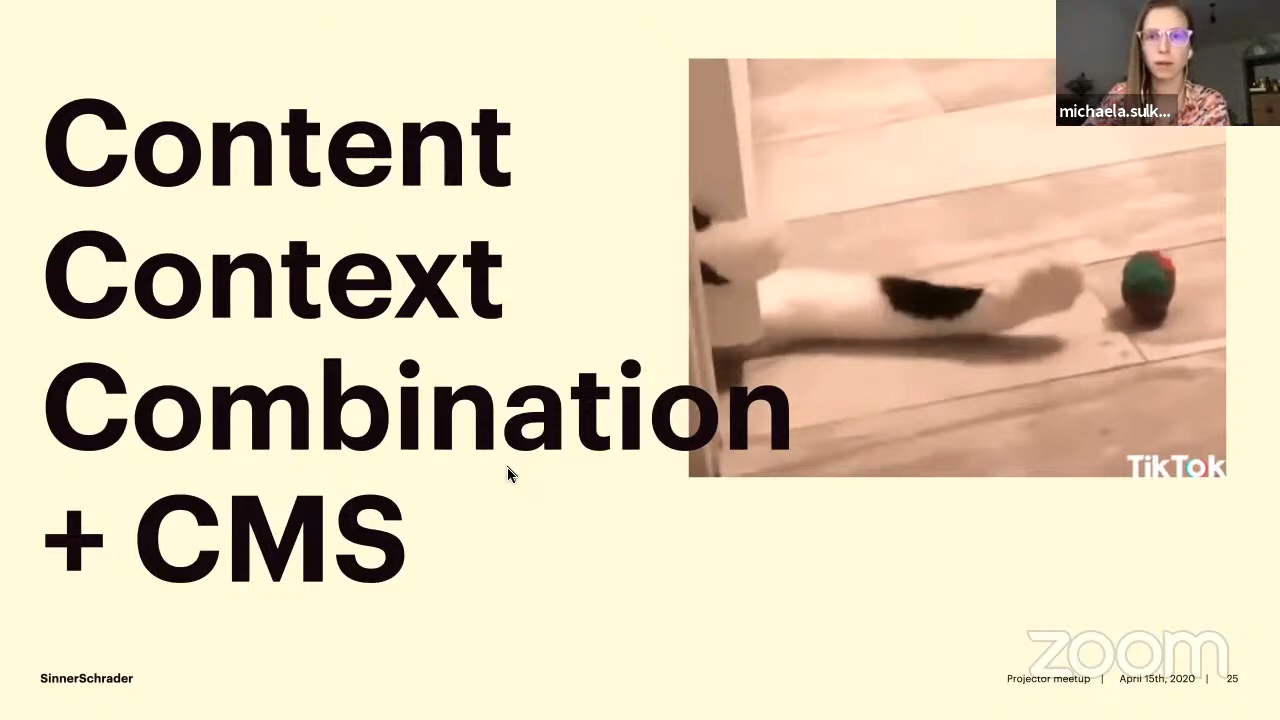 Content
Context
Combination
+ CMS
michaela.sulk...
TikTok
zoom
SinnerSchrader
Projector meetup | April 15th, 2020 | 25